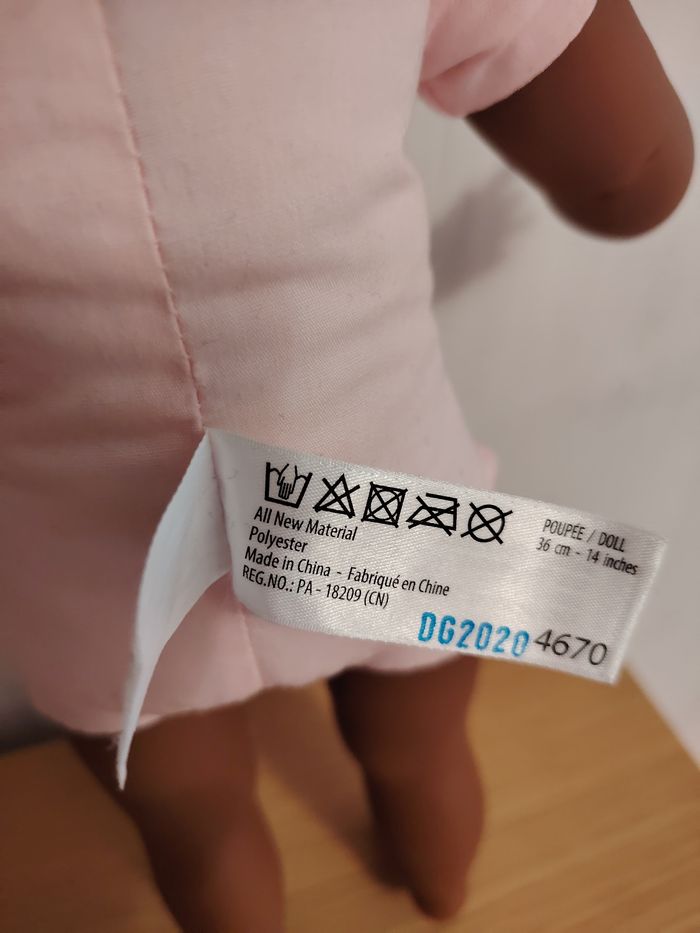 All New Material
Polyester
Made in China - Fabriqué en Chine
REG.NO.: PA - 18209 (CN)
POUPÉE / DOLL
36 cm - 14 inches
DG2020 4670